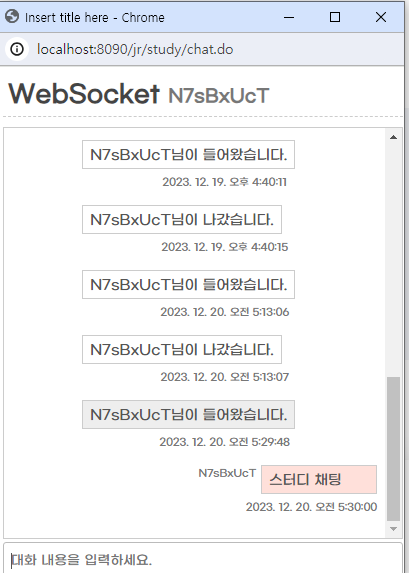 Insert title here - Chrome
localhost:8090/jr/study/chat.do
WebSocket N7sBxUcT
N7sBxUcT님이 들어왔습니다.
2023. 12. 19. 오후 4:40:11
N7sBxUcT님이 나갔습니다.
2023. 12. 19. 오후 4:40:15
N7sBxUcT님이 들어왔습니다.
2023. 12. 20. 오전 5:13:06
N7sBxUcT님이 나갔습니다.
2023. 12. 20. 오전 5:13:07
N7sBxUcT님이 들어왔습니다.
2023. 12. 20. 오전 5:29:48
N7sBxUcT 스터디 채팅
2023. 12. 20. 오전 5:30:00
대화 내용을 입력하세요.